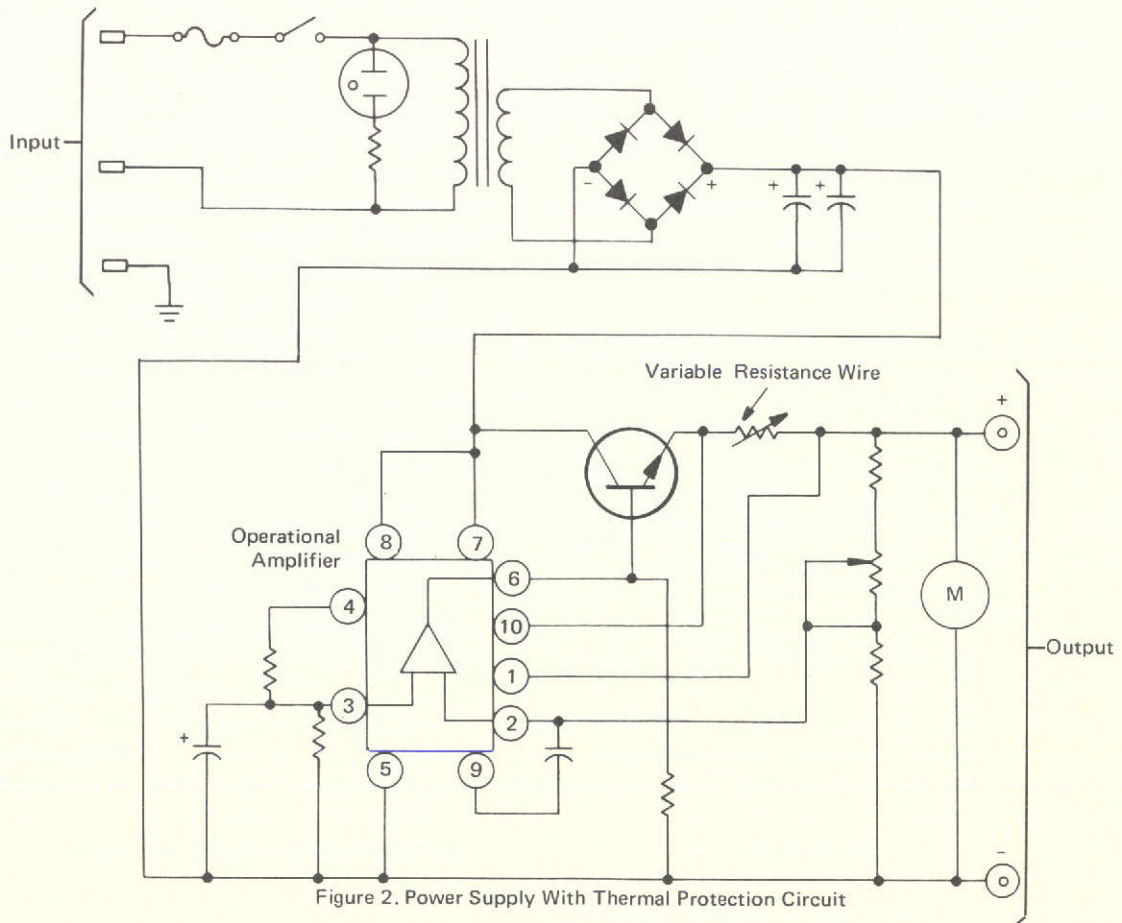 Input
−
+
+
+
Variable Resistance Wire
+
Operational
Amplifier
8
7
6
4
10
M
1
Output
3
2
+
5
9
−
Figure 2. Power Supply With Thermal Protection Circuit